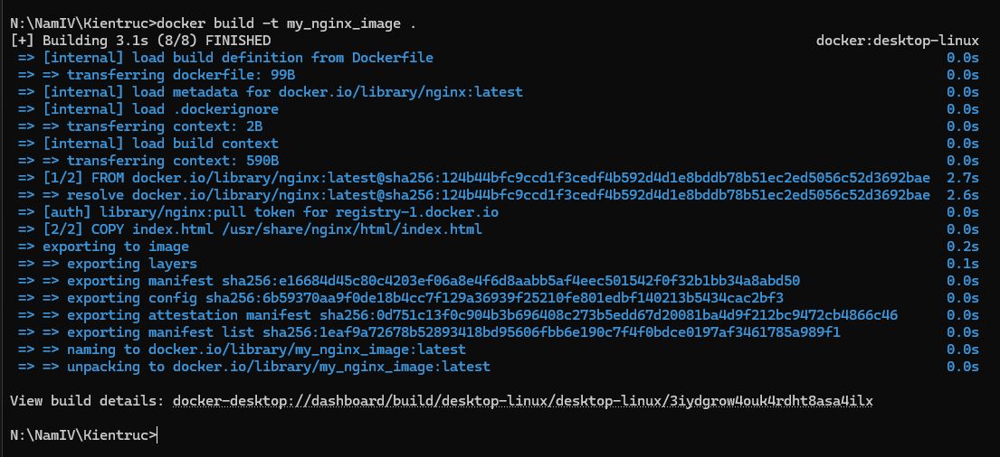 N:\NamIV\Kientruc>docker build -t my_nginx_image .
[+] Building 3.1s (8/8) FINISHED docker:desktop-linux
=> [internal] load build definition from Dockerfile 0.0s
=> => transferring dockerfile: 99B 0.0s
=> [internal] load metadata for docker.io/library/nginx:latest 0.0s
=> [internal] load .dockerignore 0.0s
=> => transferring context: 2B 0.0s
=> [internal] load build context 0.0s
=> => transferring context: 590B 0.0s
=> [1/2] FROM docker.io/library/nginx:latest@sha256:124b44bfc9ccd1f3cedf4b592d4d1e8bddb78b51ec2ed5056c52d3692bae 2.7s
=> => resolve docker.io/library/nginx:latest@sha256:124b44bfc9ccd1f3cedf4b592d4d1e8bddb78b51ec2ed5056c52d3692bae 2.6s
=> [auth] library/nginx:pull token for registry-1.docker.io 0.0s
=> [2/2] COPY index.html /usr/share/nginx/html/index.html 0.0s
=> exporting to image 0.2s
=> => exporting layers 0.1s
=> => exporting manifest sha256:e16684d45c80c4203ef06a8e4f6d8aabb5af4eec501542f0f32b1bb34a8abd50 0.0s
=> => exporting config sha256:6b59370aa9f0de18b4cc7f129a36939f25210fe801edbf140213b5434cac2bf3 0.0s
=> => exporting attestation manifest sha256:0d751c13f0c904b3b696408c273b5edd67d20081ba4d9f212bc9472cb4866c46 0.0s
=> => exporting manifest list sha256:1eaf9a72678b52893418bd95606fbb6e190c7f4f0bdce0197af3461785a989f1 0.0s
=> => naming to docker.io/library/my_nginx_image:latest 0.0s
=> => unpacking to docker.io/library/my_nginx_image:latest 0.0s
View build details: docker-desktop://dashboard/build/desktop-linux/desktop-linux/3iydgrow4ouk4rdht8asa4ilx
N:\NamIV\Kientruc>